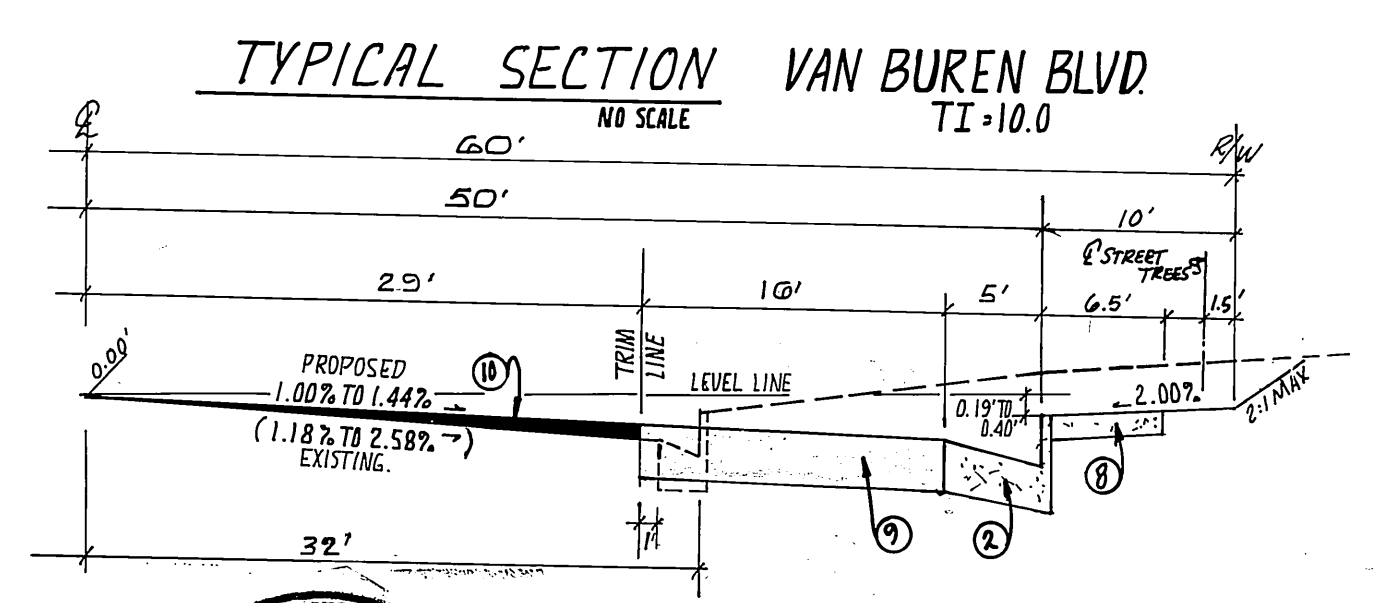 TYPICAL SECTION VAN BUREN BLVD.
NO SCALE
TI=10.0
℄
60'
R/W
50'
10'
℄ STREET
TREES
29'
16'
5'
6.5'
1.5'
TRIM
LINE
0.00'
PROPOSED
1.00% TO 1.44%
10
LEVEL LINE
0.19' TO
0.40'
2.00%
2:1 MAX
(1.18% TO 2.58%)
EXISTING.
8
9
2
1'
32'